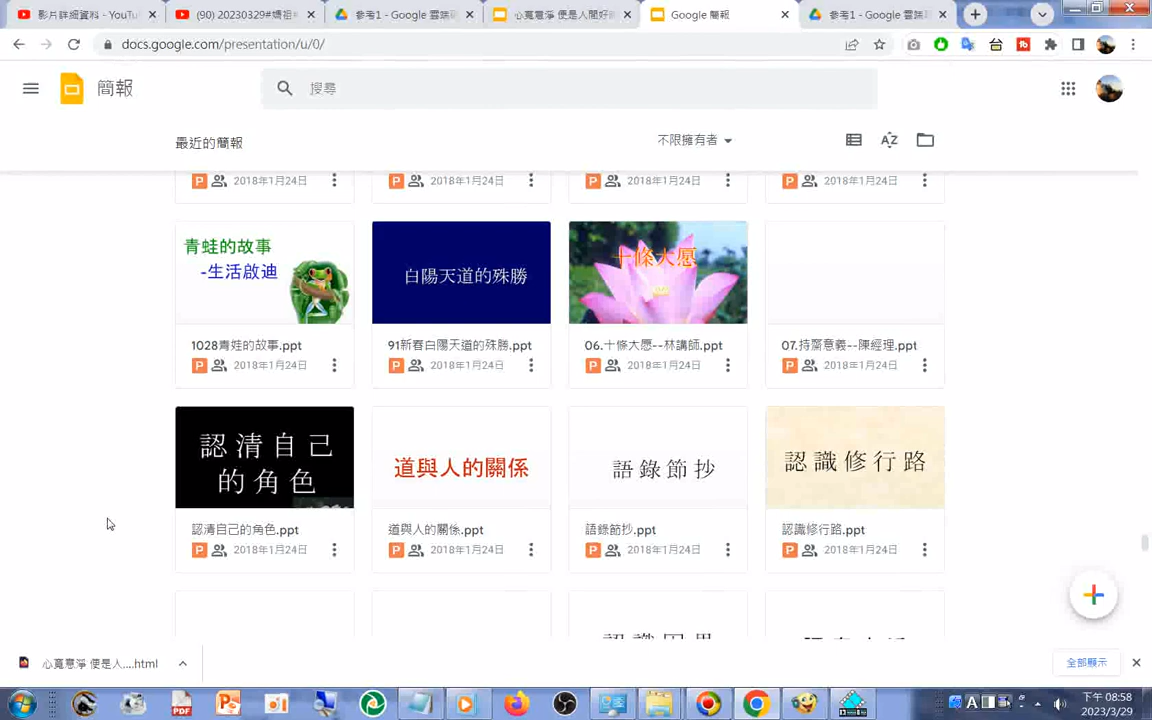 影片詳細資料 - YouTu
(90) 20230329#媽祖
參考1 - Google 雲端
心寬意淨 便是人間好
Google 簡報
參考1 - Google 雲端
docs.google.com/presentation/u/0/
簡報
搜尋
最近的簡報
不限擁有者
AZ
P 2018年1月24日
P 2018年1月24日
P 2018年1月24日
P 2018年1月24日
青蛙的故事
-生活啟迪
白陽天道的殊勝
十條大愿
1028青蛙的故事.ppt
91新春白陽天道的殊勝.ppt
06.十條大愿--林講師.ppt
07.持齋意義--陳經理.ppt
P 2018年1月24日
P 2018年1月24日
P 2018年1月24日
P 2018年1月24日
認清自己
的角色
道與人的關係
語錄節抄
認識修行路
認清自己的角色.ppt
道與人的關係.ppt
語錄節抄.ppt
認識修行路.ppt
P 2018年1月24日
P 2018年1月24日
P 2018年1月24日
P 2018年1月24日
心寬意淨 便是人....html
全部顯示
PDF
A
下午 08:58
2023/3/29